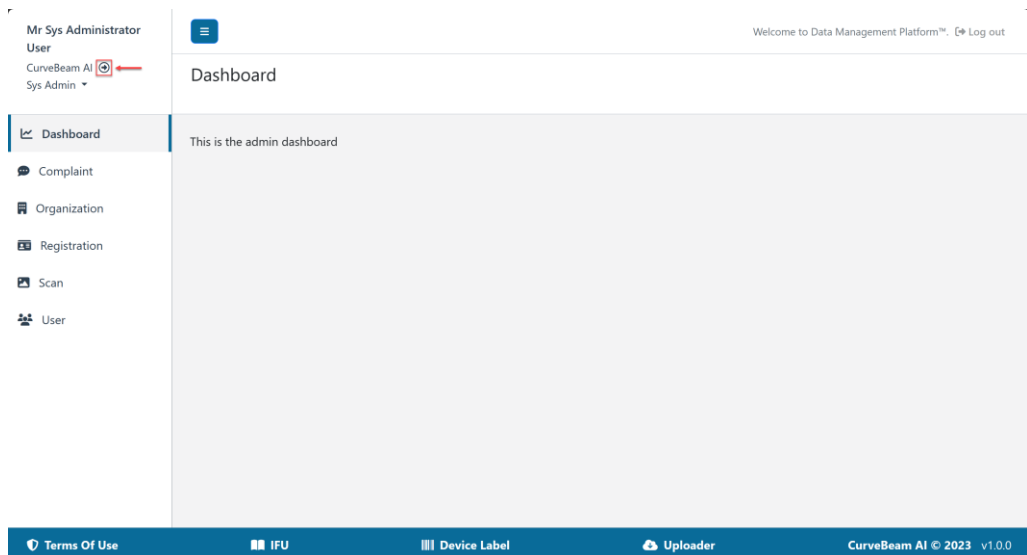 Mr Sys Administrator
User
CurveBeam AI
Sys Admin
Welcome to Data Management Platform™. Log out
Dashboard
Dashboard
This is the admin dashboard
Complaint
Organization
Registration
Scan
User
Terms Of Use
IFU
Device Label
Uploader
CurveBeam AI © 2023 v1.0.0